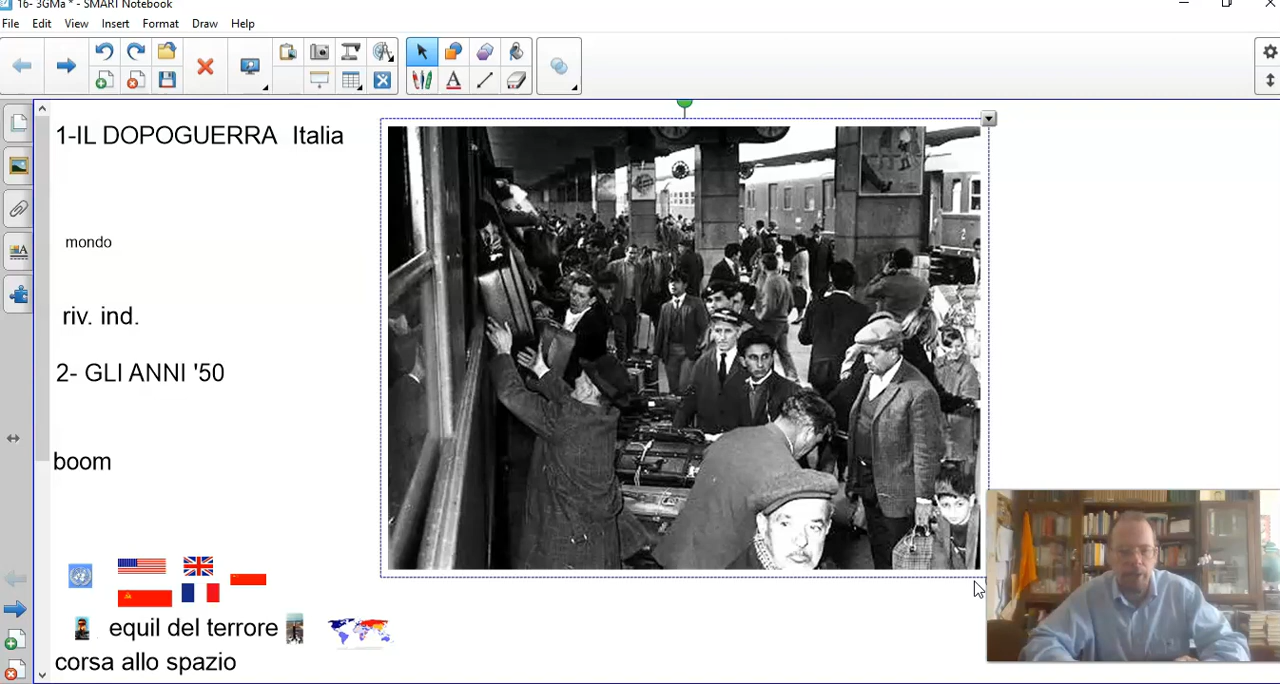 16- 3GMa * - SMART Notebook
File Edit View Insert Format Draw Help
1-IL DOPOGUERRA Italia
mondo
riv. ind.
2- GLI ANNI '50
boom
equil del terrore
corsa allo spazio
2